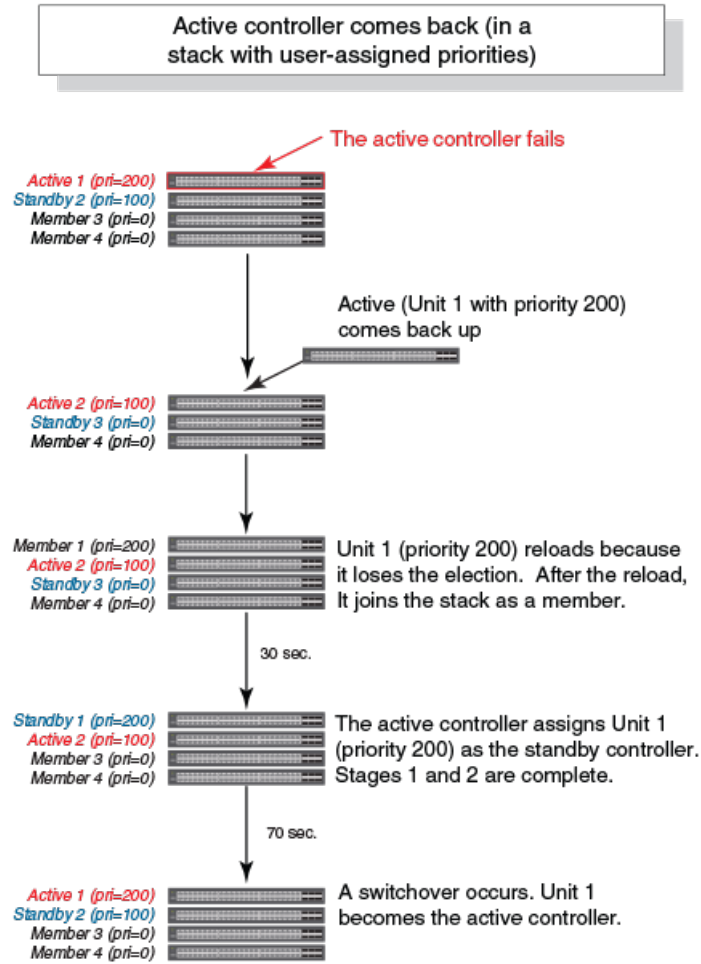 Active controller comes back (in a
stack with user-assigned priorities)
The active controller fails
Active 1 (pri=200)
Standby 2 (pri=100)
Member 3 (pri=0)
Member 4 (pri=0)
Active (Unit 1 with priority 200)
comes back up
Active 2 (pri=100)
Standby 3 (pri=0)
Member 4 (pri=0)
Member 1 (pri=200)
Active 2 (pri=100)
Standby 3 (pri=0)
Member 4 (pri=0)
Unit 1 (priority 200) reloads because
it loses the election. After the reload,
It joins the stack as a member.
30 sec.
Standby 1 (pri=200)
Active 2 (pri=100)
Member 3 (pri=0)
Member 4 (pri=0)
The active controller assigns Unit 1
(priority 200) as the standby controller.
Stages 1 and 2 are complete.
70 sec.
Active 1 (pri=200)
Standby 2 (pri=100)
Member 3 (pri=0)
Member 4 (pri=0)
A switchover occurs. Unit 1
becomes the active controller.